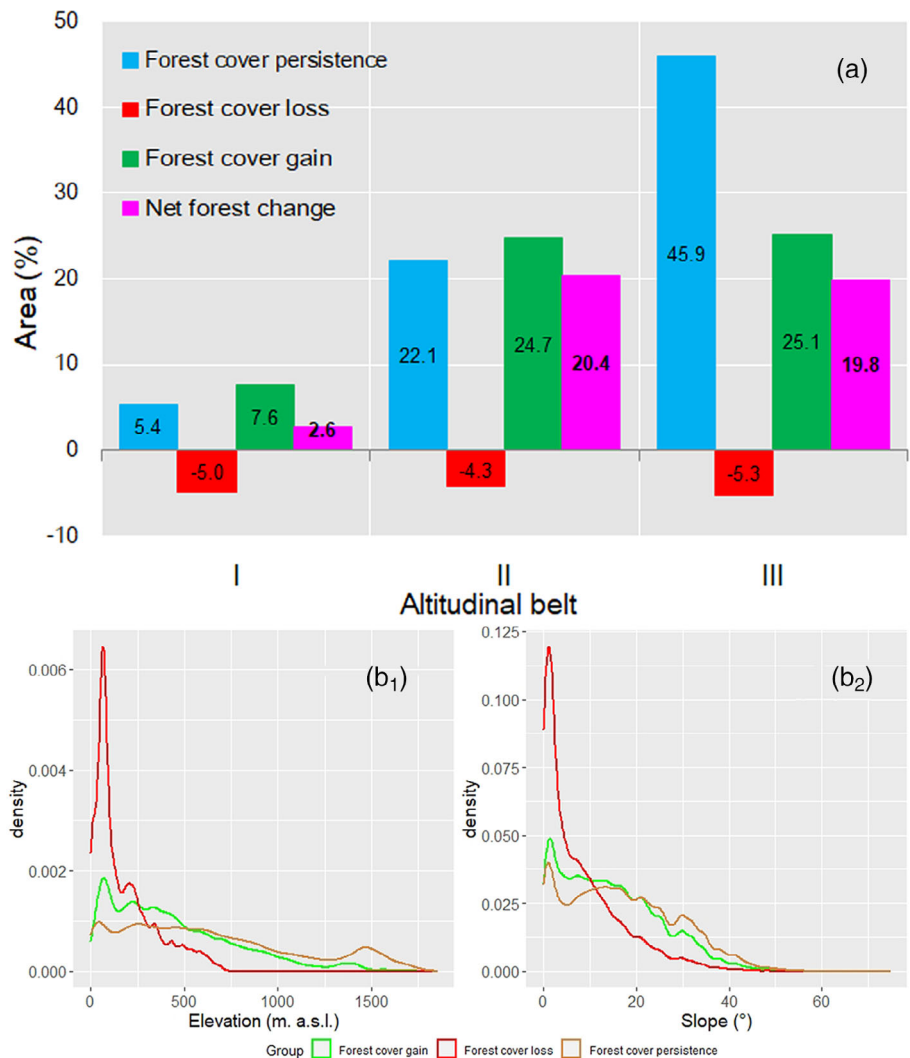 50
40
30
20
10
0
-10
Area (%)
Forest cover persistence
Forest cover loss
Forest cover gain
Net forest change
(a)
5.4
-5.0
7.6
2.6
22.1
-4.3
24.7
20.4
45.9
-5.3
25.1
19.8
I II III
Altitudinal belt
(b1)
0.006
0.004
0.002
0.000
density
0 500 1000 1500
Elevation (m. a.s.l.)
(b2)
0.125
0.100
0.075
0.050
0.025
0.000
density
0 20 40 60
Slope (°)
Group Forest cover gain Forest cover loss Forest cover persistence